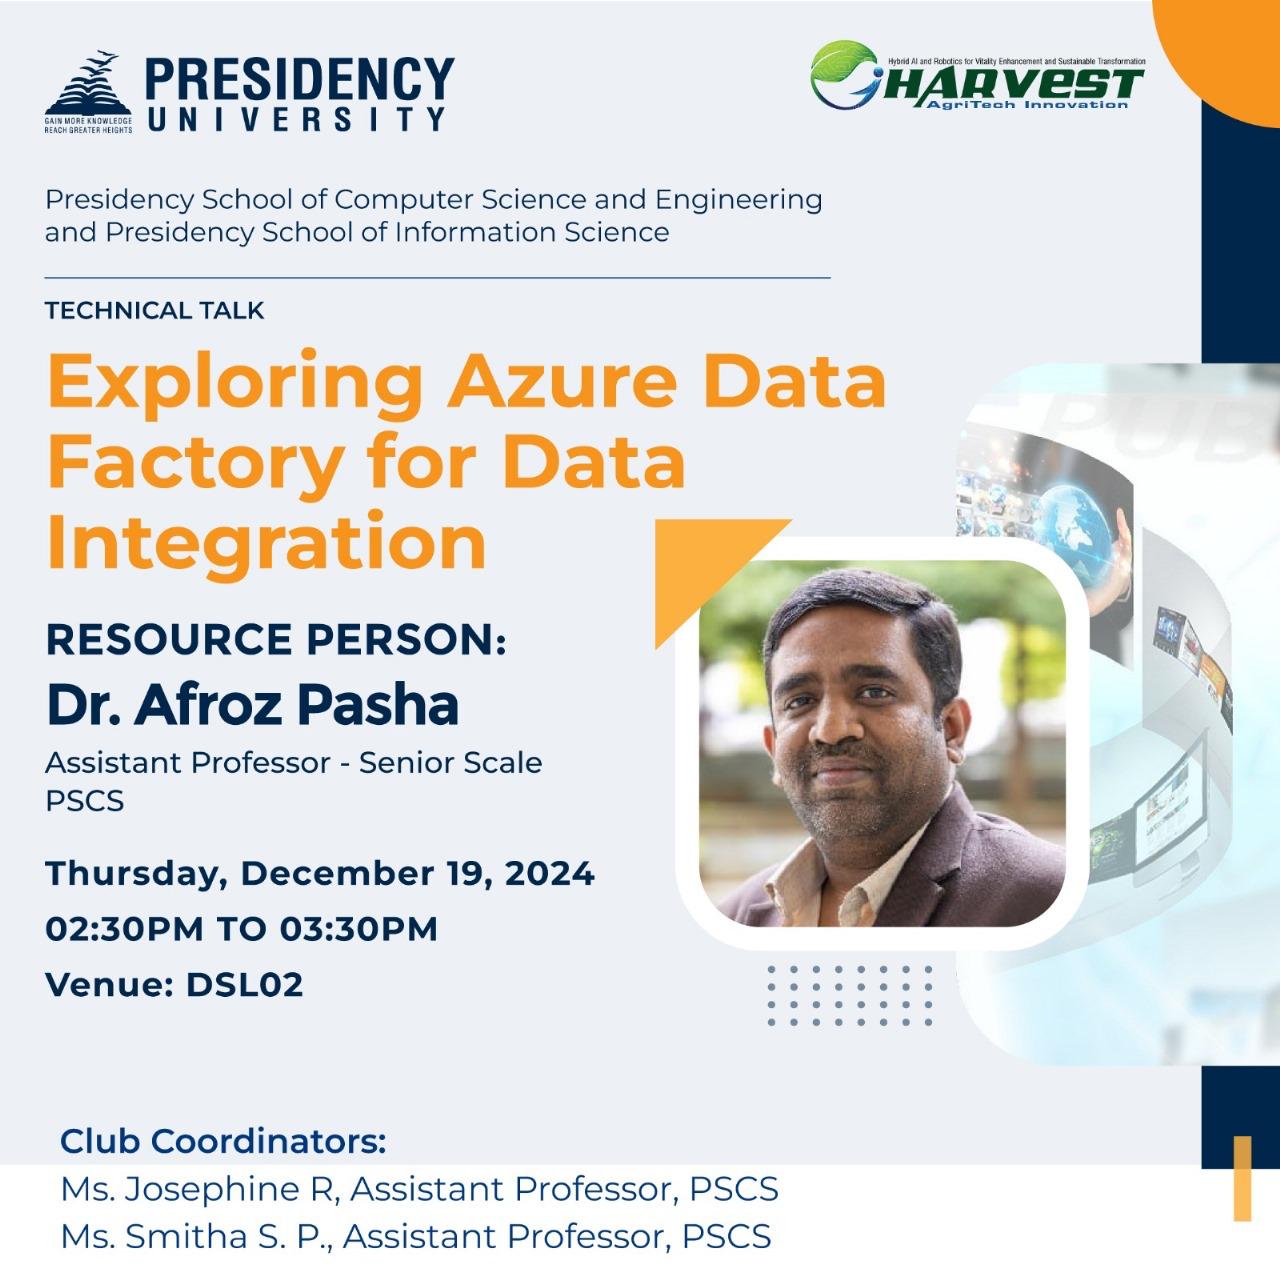 PRESIDENCY
UNIVERSITY
GAIN MORE KNOWLEDGE
REACH GREATER HEIGHTS
Hybrid AI and Robotics for Vitality Enhancement and Sustainable Transformation
HARVEST
AgriTech Innovation
Presidency School of Computer Science and Engineering
and Presidency School of Information Science
TECHNICAL TALK
Exploring Azure Data
Factory for Data
Integration
RESOURCE PERSON:
Dr. Afroz Pasha
Assistant Professor - Senior Scale
PSCS
Thursday, December 19, 2024
02:30PM TO 03:30PM
Venue: DSL02
PUB
Club Coordinators:
Ms. Josephine R, Assistant Professor, PSCS
Ms. Smitha S. P., Assistant Professor, PSCS